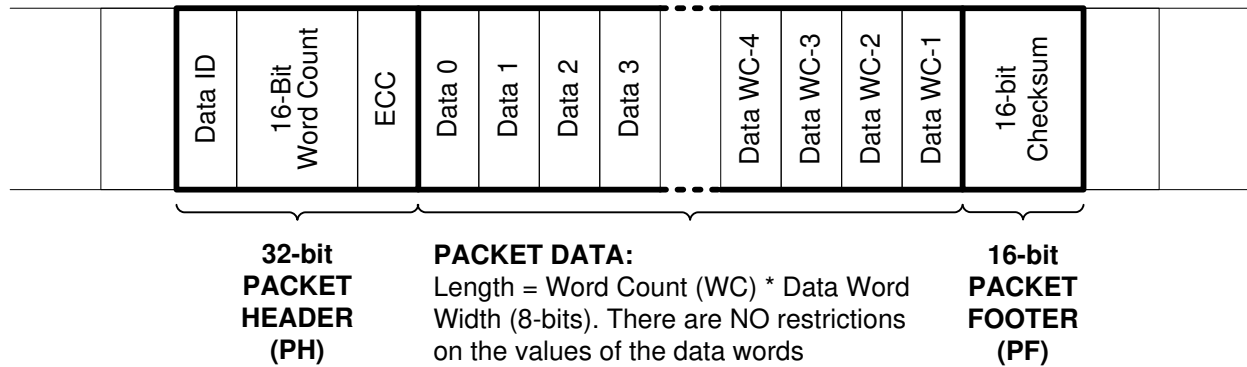 Data ID
16-Bit
Word Count
ECC
Data 0
Data 1
Data 2
Data 3
Data WC-4
Data WC-3
Data WC-2
Data WC-1
16-bit
Checksum
32-bit
PACKET
HEADER
(PH)
PACKET DATA:
Length = Word Count (WC) * Data Word
Width (8-bits). There are NO restrictions
on the values of the data words
16-bit
PACKET
FOOTER
(PF)